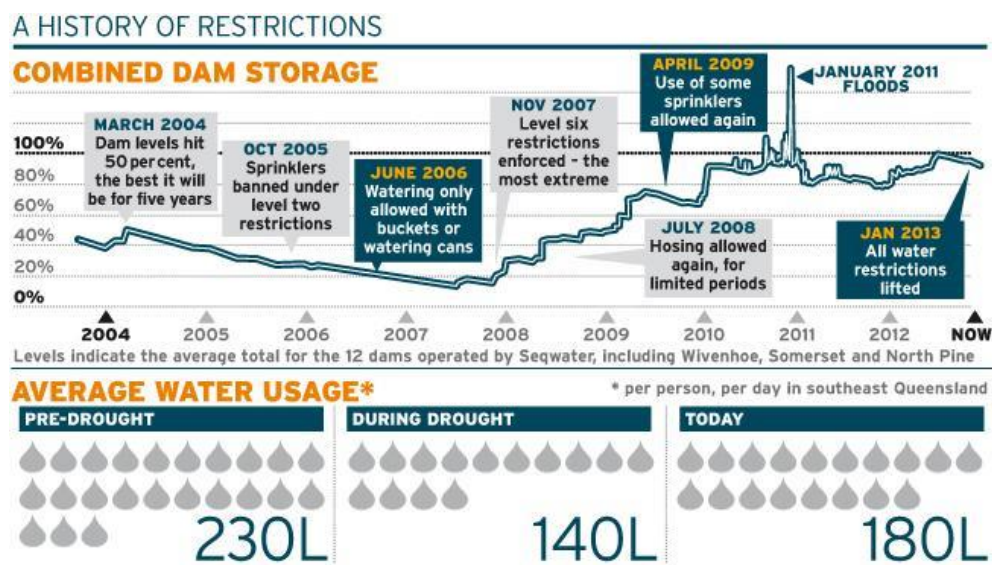 A HISTORY OF RESTRICTIONS
COMBINED DAM STORAGE
MARCH 2004
Dam levels hit
50 per cent,
the best it will
be for five years
OCT 2005
Sprinklers
banned under
level two
restrictions
JUNE 2006
Watering only
allowed with
buckets or
watering cans
NOV 2007
Level six
restrictions
enforced - the
most extreme
APRIL 2009
Use of some
sprinklers
allowed again
JANUARY 2011
FLOODS
JULY 2008
Hosing allowed
again, for
limited periods
JAN 2013
All water
restrictions
lifted
100%
80%
60%
40%
20%
0%
2004 2005 2006 2007 2008 2009 2010 2011 2012 NOW
Levels indicate the average total for the 12 dams operated by Seqwater, including Wivenhoe, Somerset and North Pine
AVERAGE WATER USAGE*
* per person, per day in southeast Queensland
PRE-DROUGHT
230L
DURING DROUGHT
140L
TODAY
180L